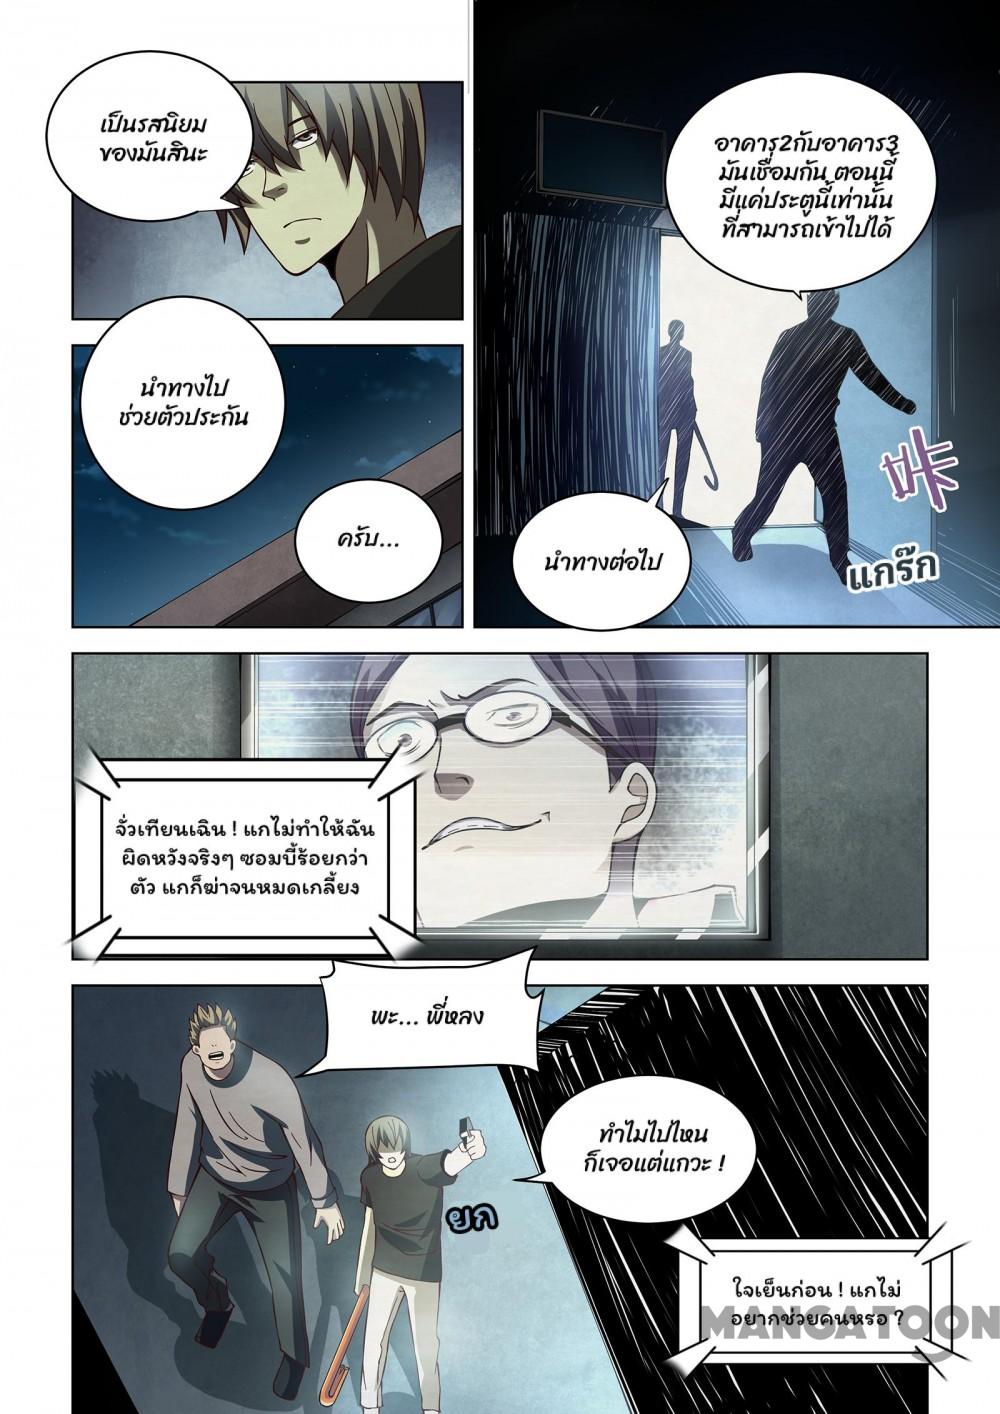 เป็นรสนิยม
ของมันสินะ
นำทางไป
ช่วยตัวประกัน
ครับ...
อาคาร2กับอาคาร3
มันเชื่อมกัน ตอนนี้
มีแค่ประตูนี้เท่านั้น
ที่สามารถเข้าไปได้
咔
แกร๊ก
นำทางต่อไป
จั่วเทียนเฉิน ! แกไม่ทำให้ฉัน
ผิดหวังจริงๆ ซอมบี้ร้อยกว่า
ตัว แกก็ฆ่าจนหมดเกลี้ยง
พะ... พี่หลง
ทำไมไปไหน
ก็เจอแต่แกวะ !
ยก
ใจเย็นก่อน ! แกไม่
อยากช่วยคนหรอ ?
MANGATOON